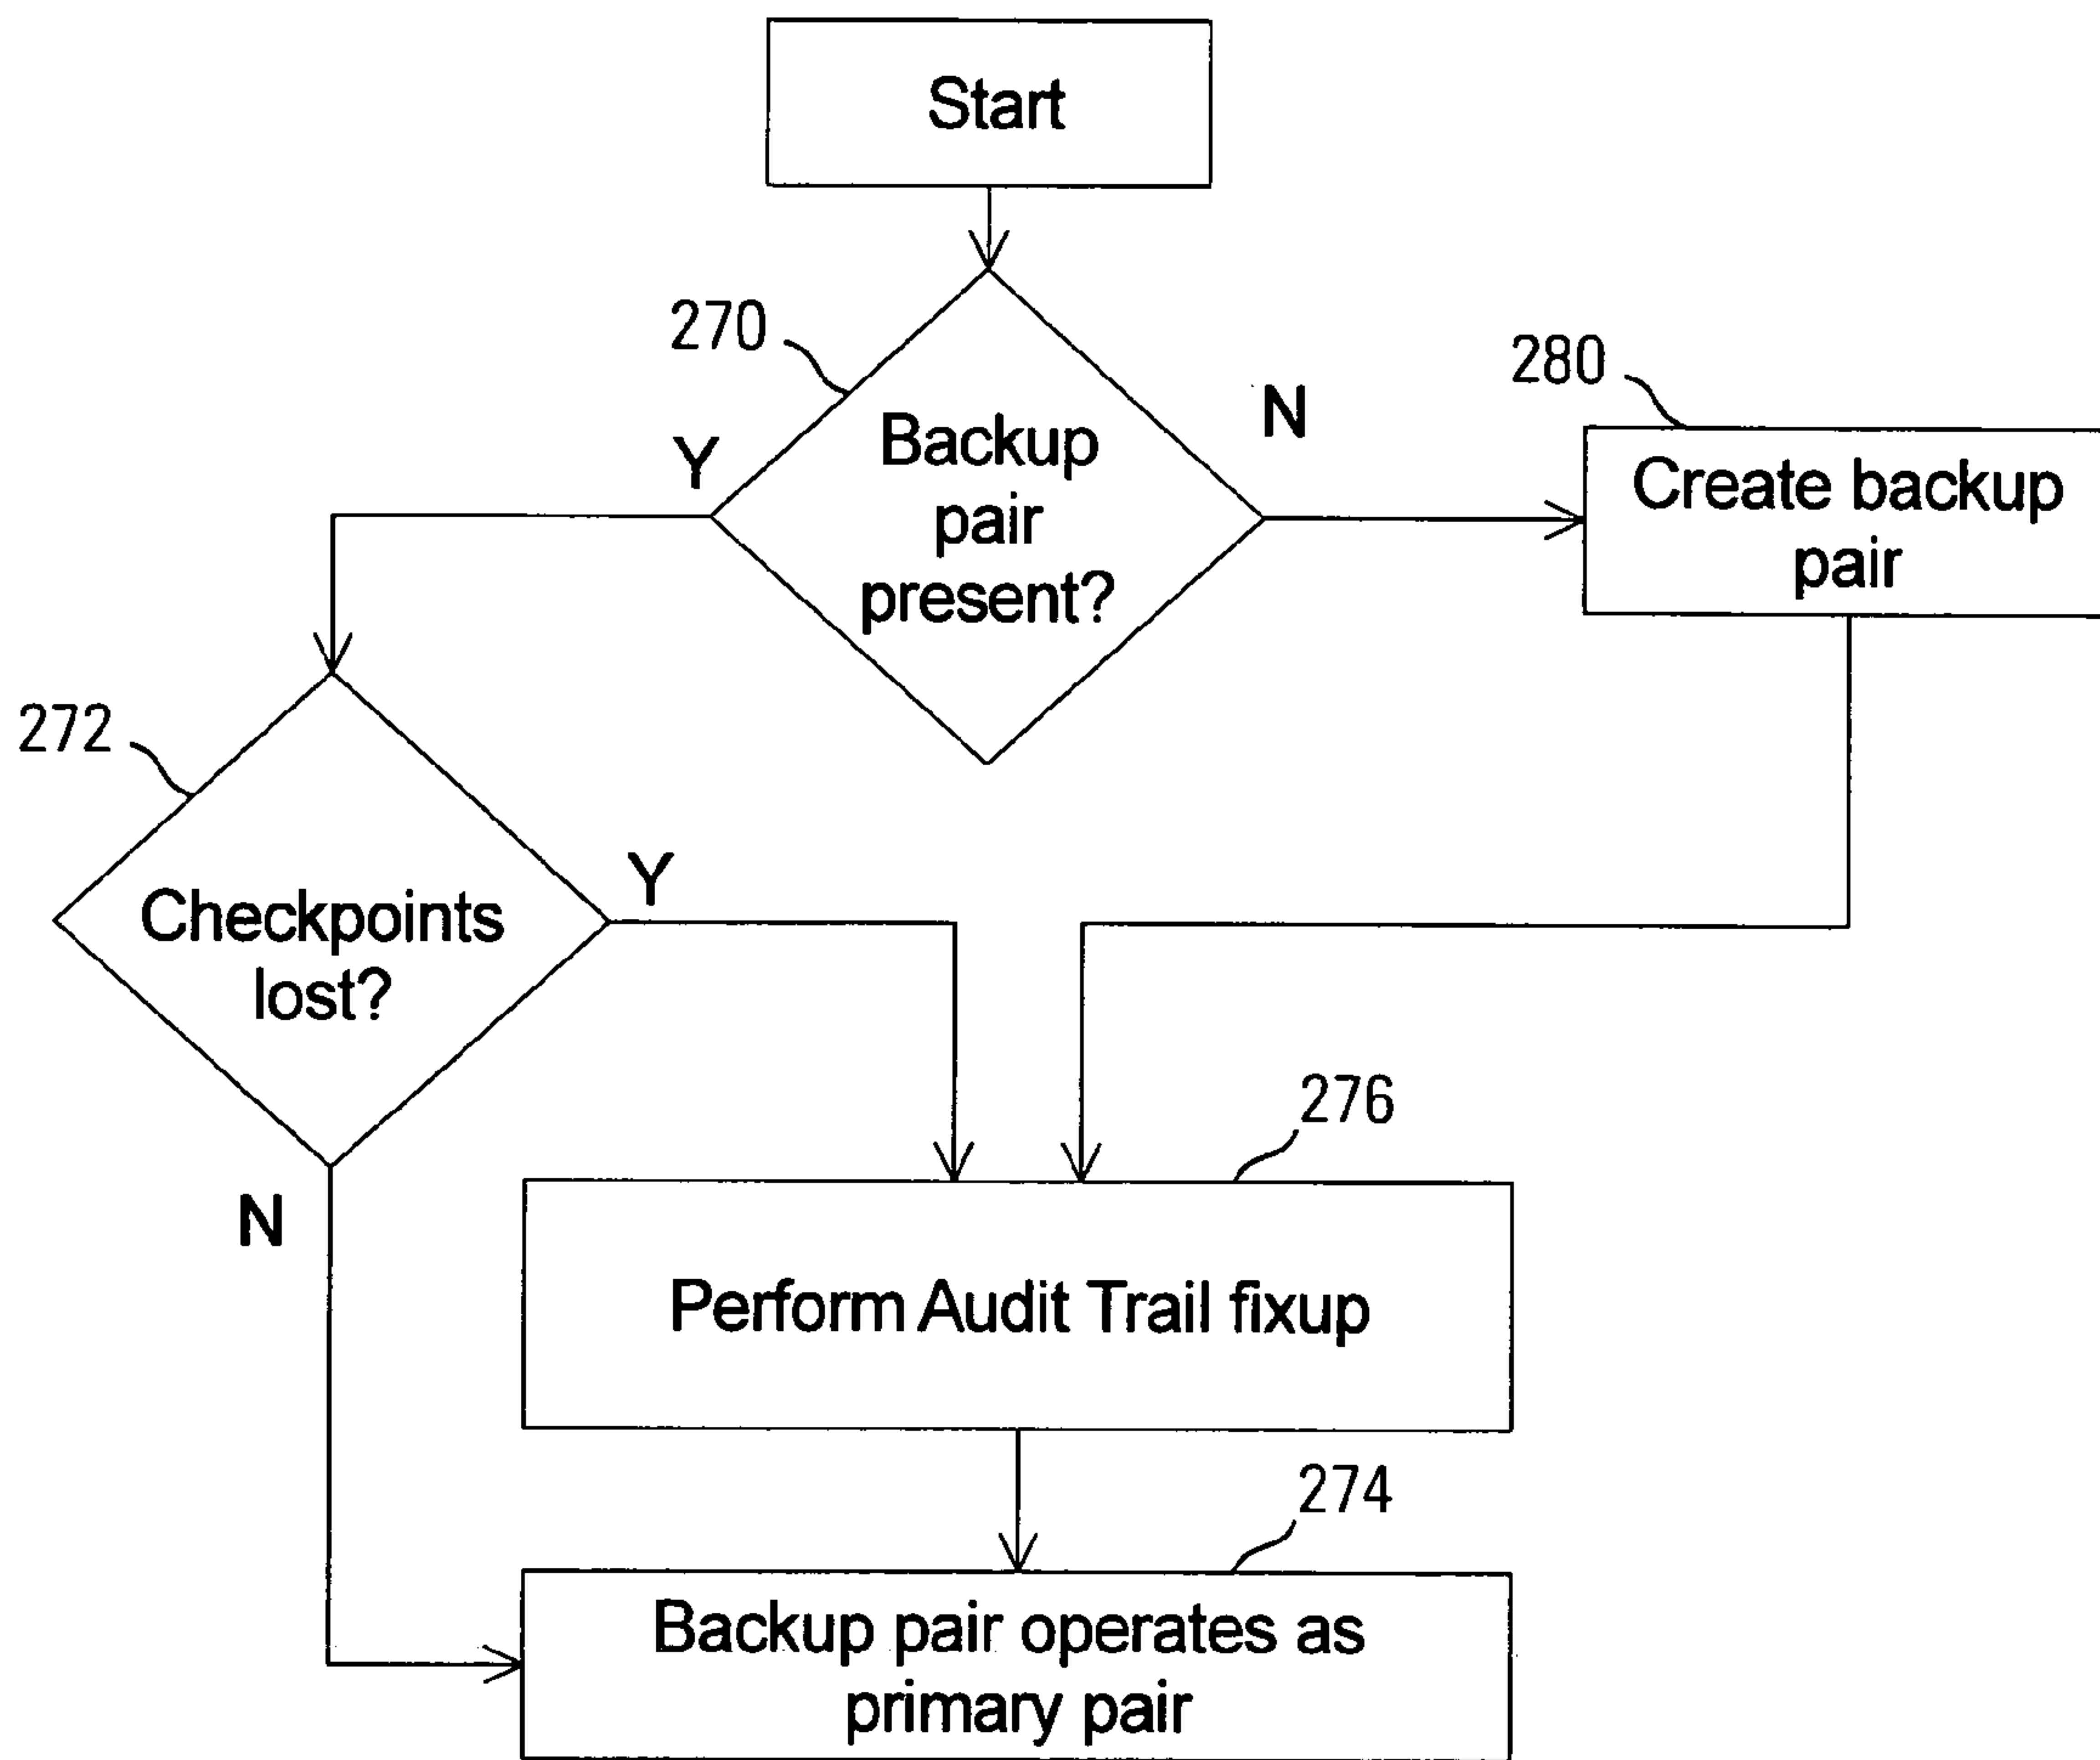 Start
270
Y
Backup
pair
present?
N
280
Create backup
pair
272
Checkpoints
lost?
Y
N
276
Perform Audit Trail fixup
274
Backup pair operates as
primary pair